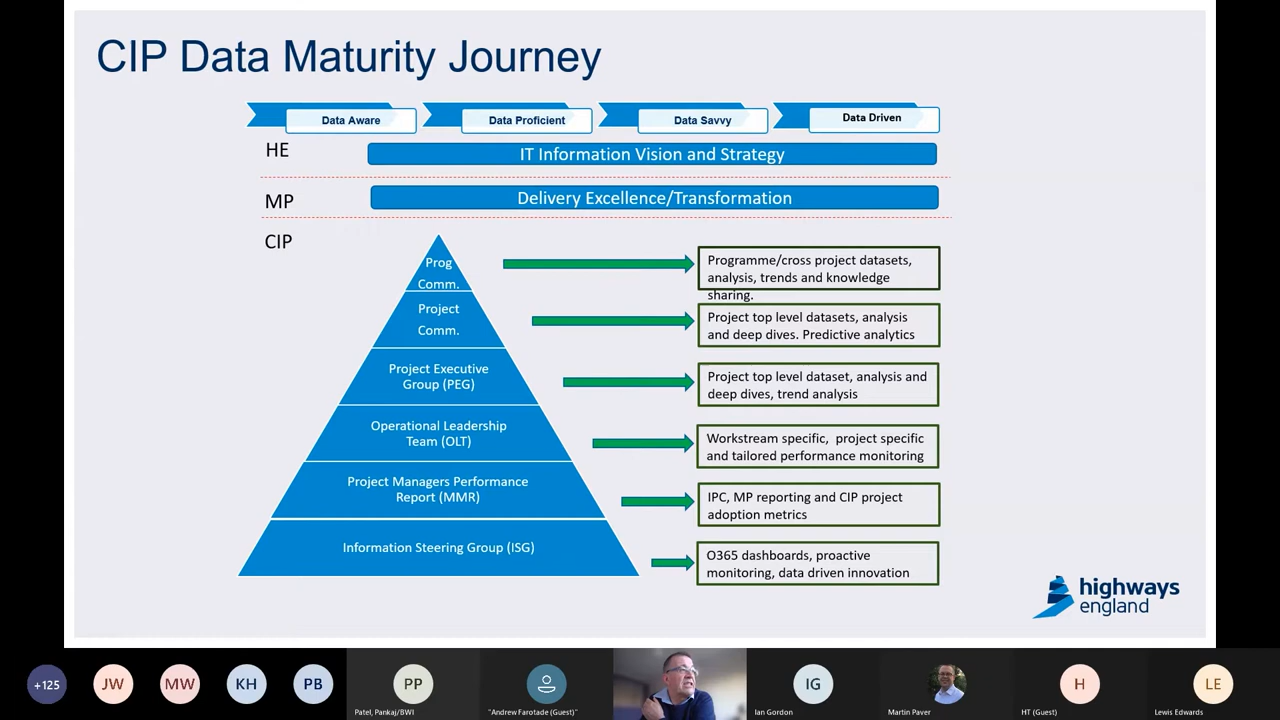 CIP Data Maturity Journey
Data Aware
Data Proficient
Data Savvy
Data Driven
HE
IT Information Vision and Strategy
MP
Delivery Excellence/Transformation
CIP
Prog
Comm.
Programme/cross project datasets,
analysis, trends and knowledge
sharing.
Project
Comm.
Project top level datasets, analysis
and deep dives. Predictive analytics
Project Executive
Group (PEG)
Project top level dataset, analysis and
deep dives, trend analysis
Operational Leadership
Team (OLT)
Workstream specific, project specific
and tailored performance monitoring
Project Managers Performance
Report (MMR)
IPC, MP reporting and CIP project
adoption metrics
Information Steering Group (ISG)
O365 dashboards, proactive
monitoring, data driven innovation
highways
england
+125
JW
MW
KH
PB
PP
Patel, Pankaj/BWI
"Andrew Farotade (Guest)"
IG
Ian Gordon
Martin Paver
H
HT (Guest)
LE
Lewis Edwards